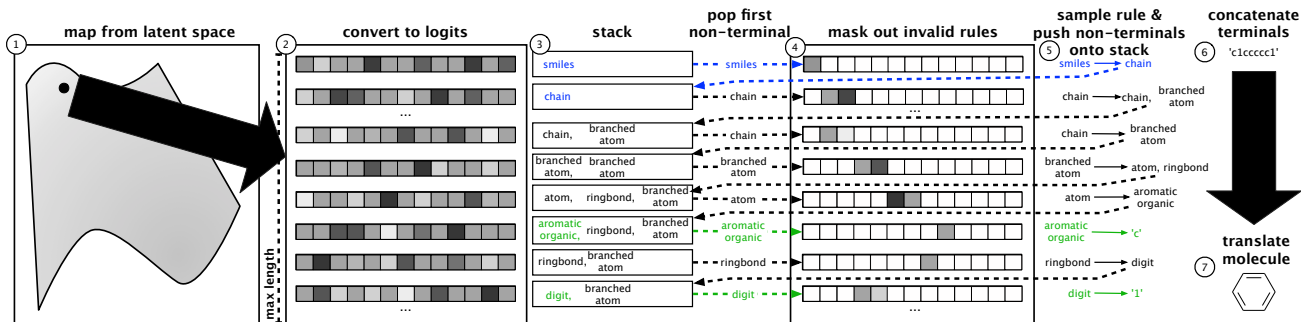 1
map from latent space
max length
2
convert to logits
...
...
3
stack
smiles
chain
chain, branched atom
branched atom, branched atom
atom, ringbond, branched atom
aromatic organic, ringbond, branched atom
ringbond, branched atom
digit, branched atom
pop first
non-terminal
smiles
chain
chain
branched
atom
atom
aromatic
organic
ringbond
digit
4
mask out invalid rules
...
...
sample rule &
push non-terminals
5
onto stack
smiles chain
chain chain, branched atom
chain branched atom
branched atom atom, ringbond
atom aromatic organic
aromatic organic 'c'
ringbond digit
digit '1'
concatenate
terminals
6
'c1ccccc1'
translate
molecule
7